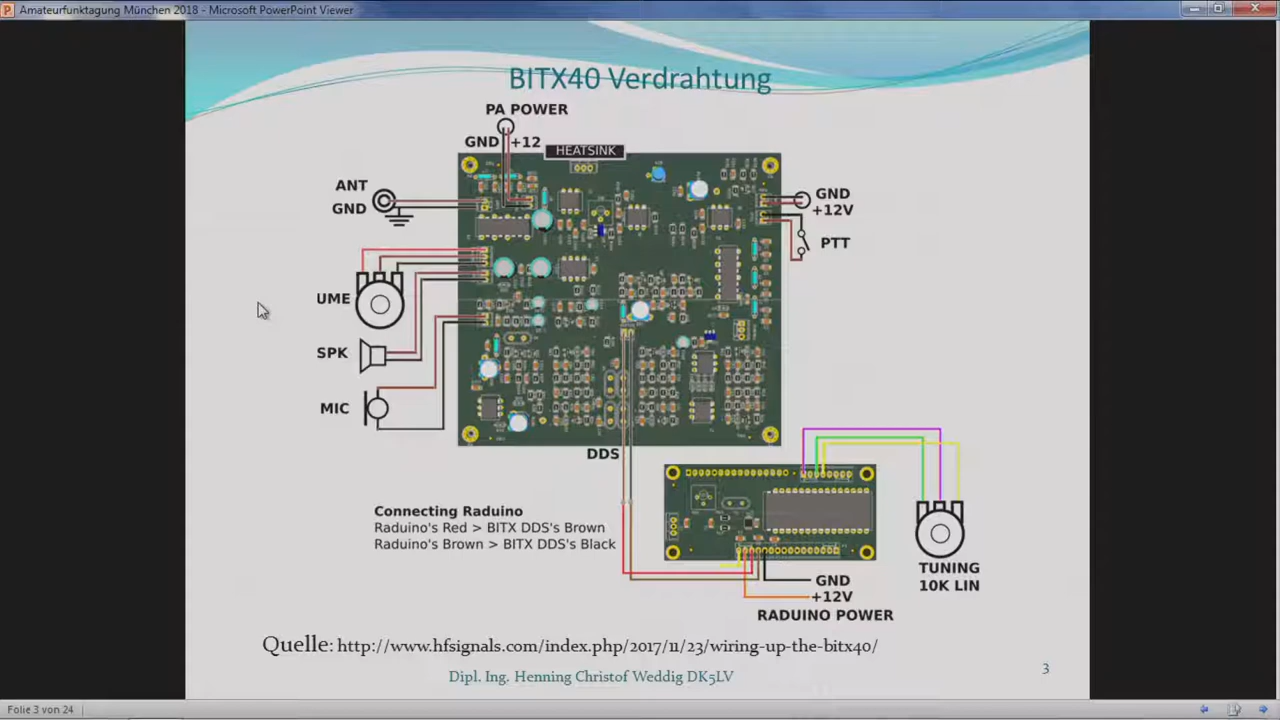 Amateurfunktagung München 2018 - Microsoft PowerPoint Viewer
BITX40 Verdrahtung
PA POWER
GND +12
HEATSINK
ANT
GND
GND
+12V
PTT
UME
SPK
MIC
DDS
Connecting Raduino
Raduino's Red > BITX DDS's Brown
Raduino's Brown > BITX DDS's Black
TUNING
10K LIN
GND
+12V
RADUINO POWER
Quelle: http://www.hfsignals.com/index.php/2017/11/23/wiring-up-the-bitx40/
Dipl. Ing. Henning Christof Weddig DK5LV
3
Folie 3 von 24